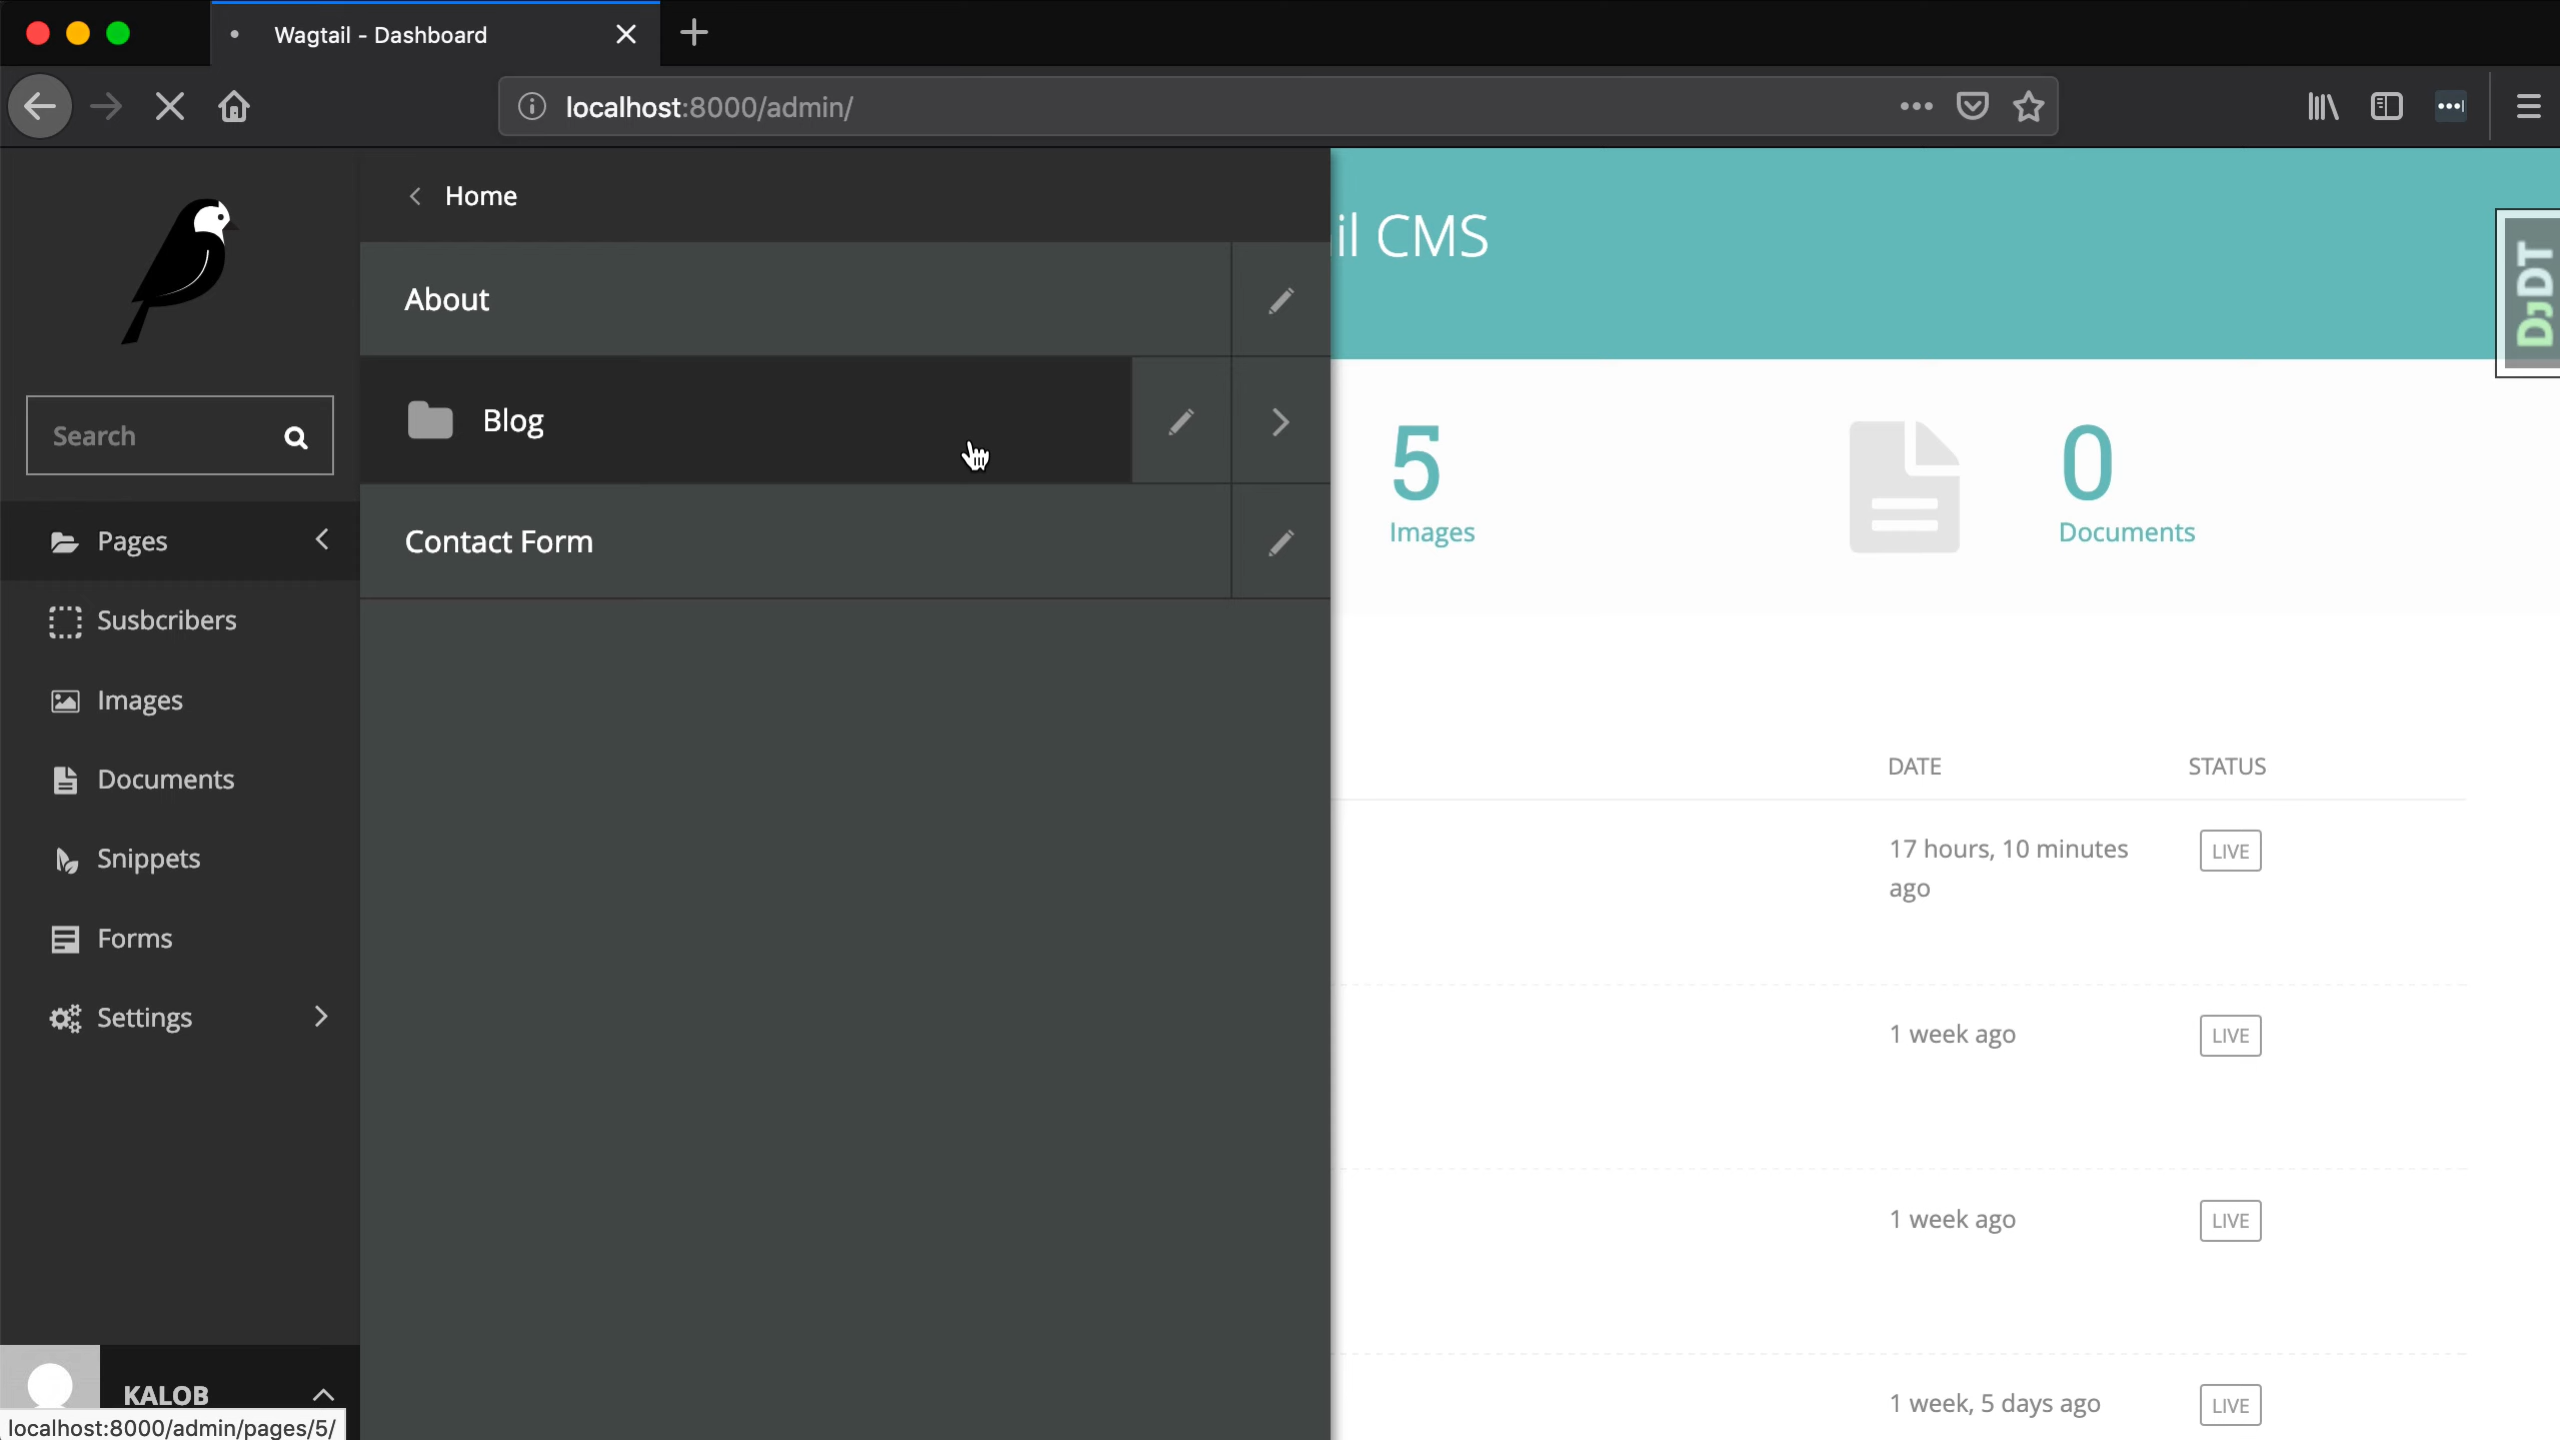 Wagtail - Dashboard
localhost:8000/admin/
Home
About
Blog
Contact Form
Search
Pages
Susbcribers
Images
Documents
Snippets
Forms
Settings
KALOB
localhost:8000/admin/pages/5/
il CMS
DjDT
5
Images
0
Documents
DATE STATUS
17 hours, 10 minutes
ago
LIVE
1 week ago LIVE
1 week ago LIVE
1 week, 5 days ago LIVE